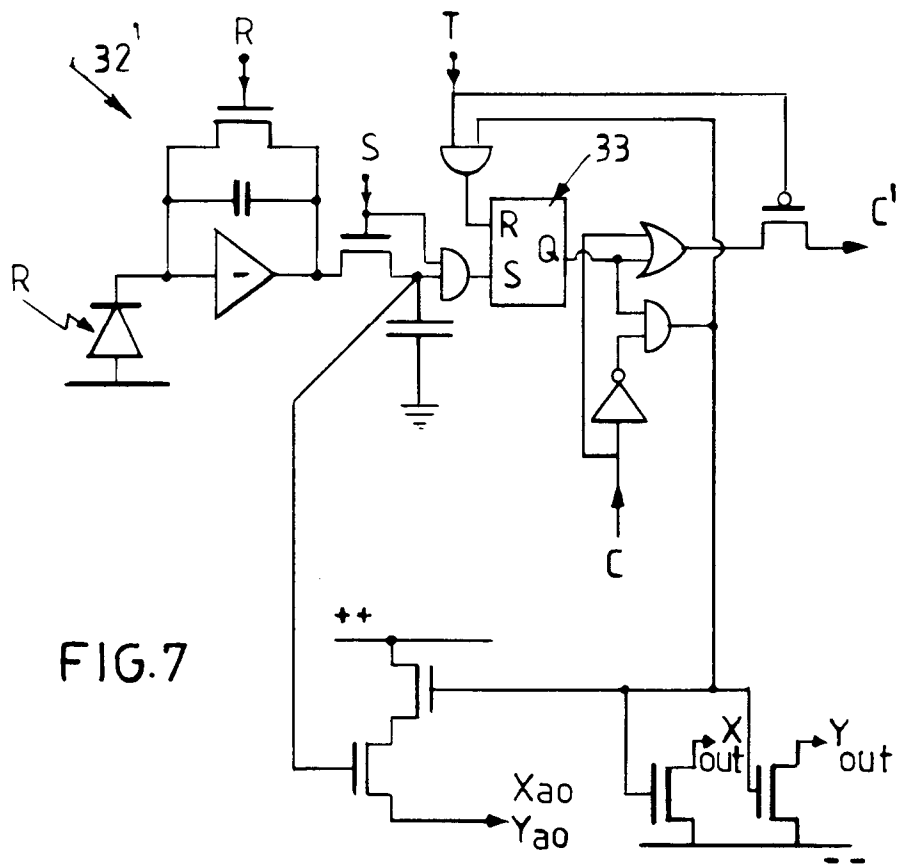 32'
R
T
S
33
R
Q
S
C'
R
C
++
FIG.7
X out
Y out
Xao
Yao
--